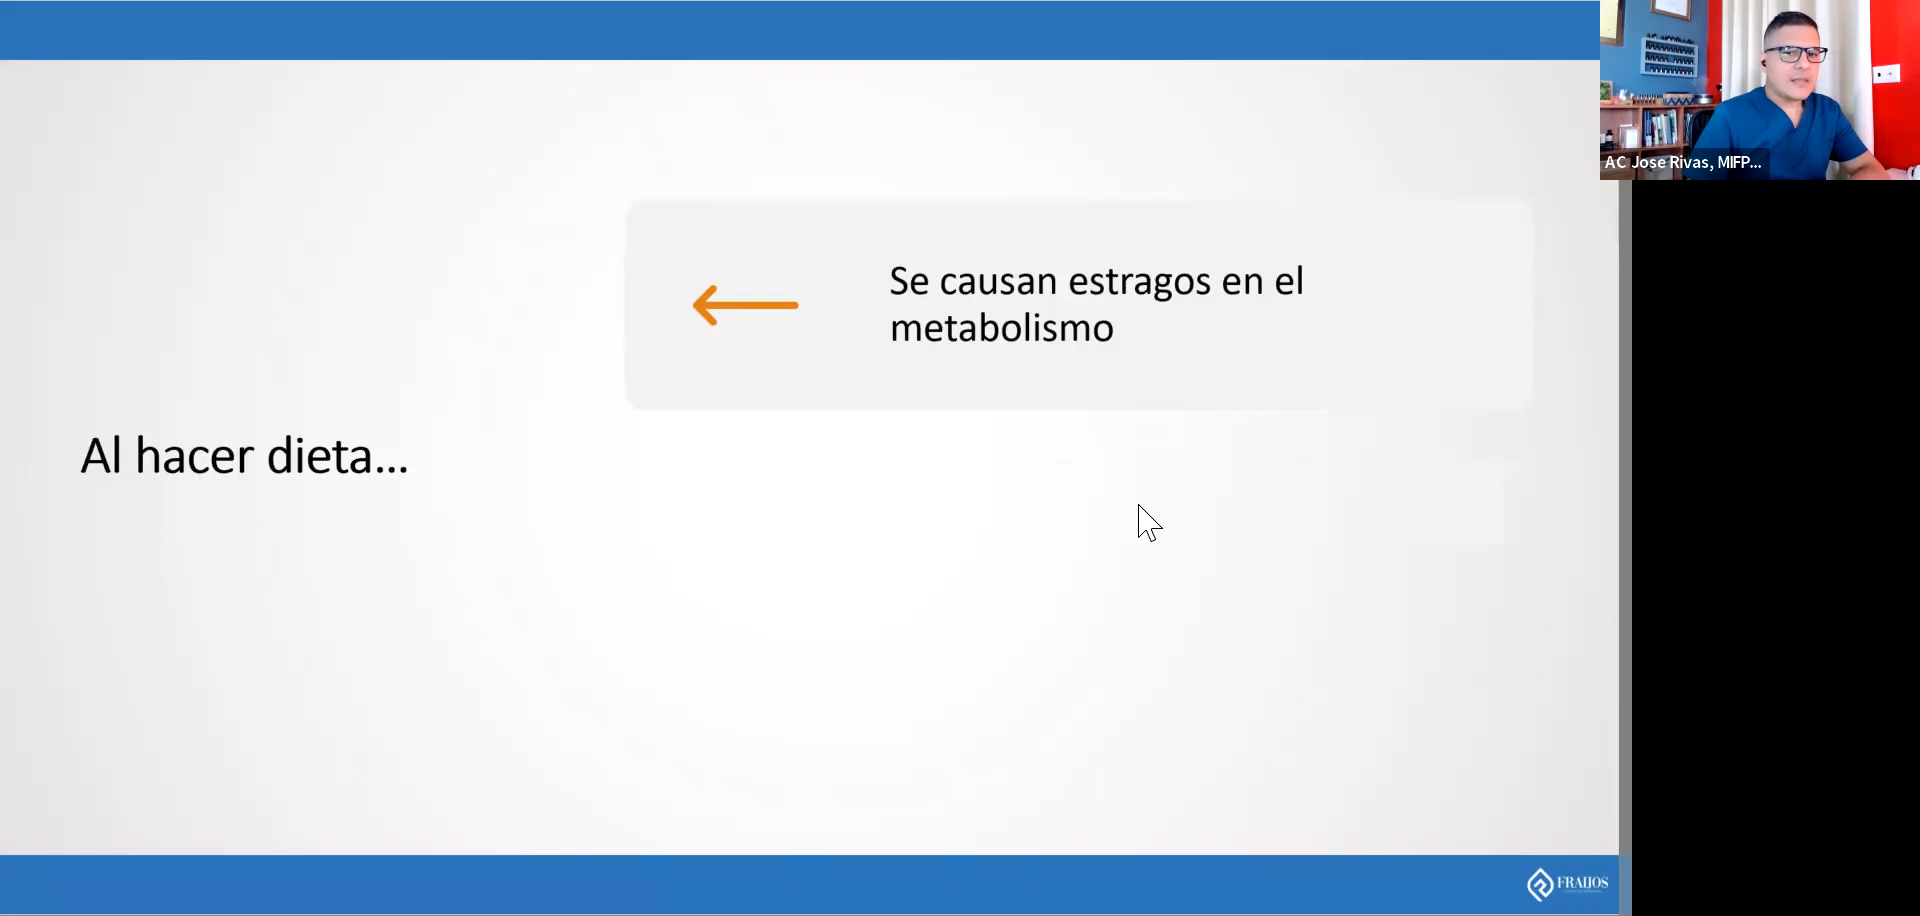 AC Jose Rivas, MIFP...
Se causan estragos en el
metabolismo
Al hacer dieta...
FRAIJOS